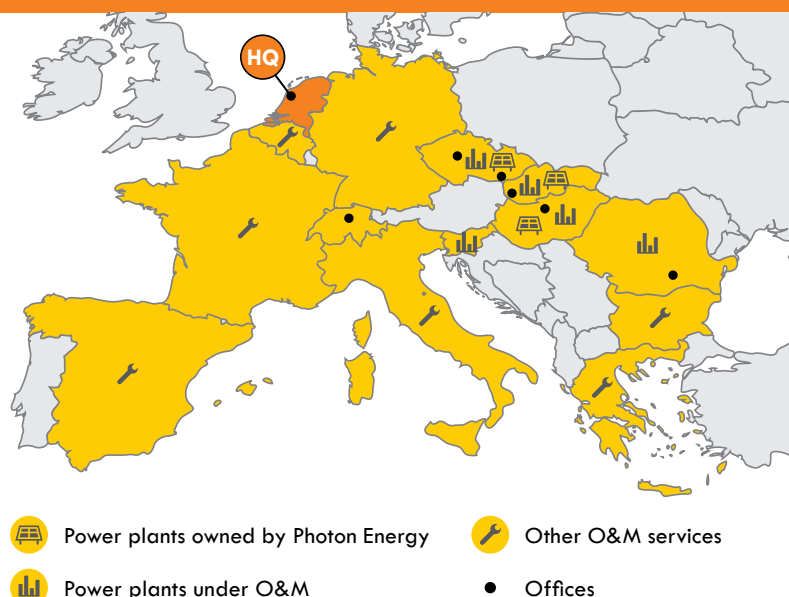 HQ
Power plants owned by Photon Energy
Other O&M services
Power plants under O&M
Offices